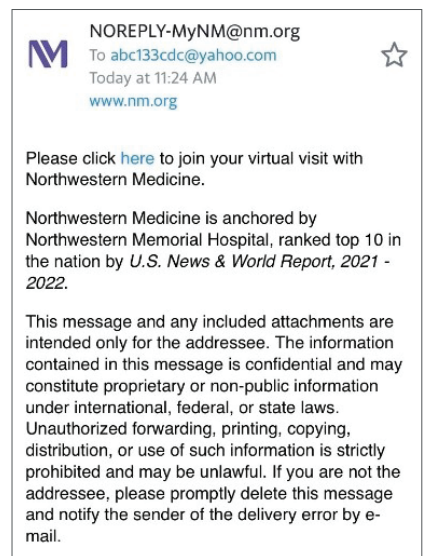 NM
NOREPLY-MyNM@nm.org
To abc133cdc@yahoo.com
Today at 11:24 AM
www.nm.org
Please click here to join your virtual visit with
Northwestern Medicine.
Northwestern Medicine is anchored by
Northwestern Memorial Hospital, ranked top 10 in
the nation by U.S. News & World Report, 2021 -
2022.
This message and any included attachments are
intended only for the addressee. The information
contained in this message is confidential and may
constitute proprietary or non-public information
under international, federal, or state laws.
Unauthorized forwarding, printing, copying,
distribution, or use of such information is strictly
prohibited and may be unlawful. If you are not the
addressee, please promptly delete this message
and notify the sender of the delivery error by e-
mail.